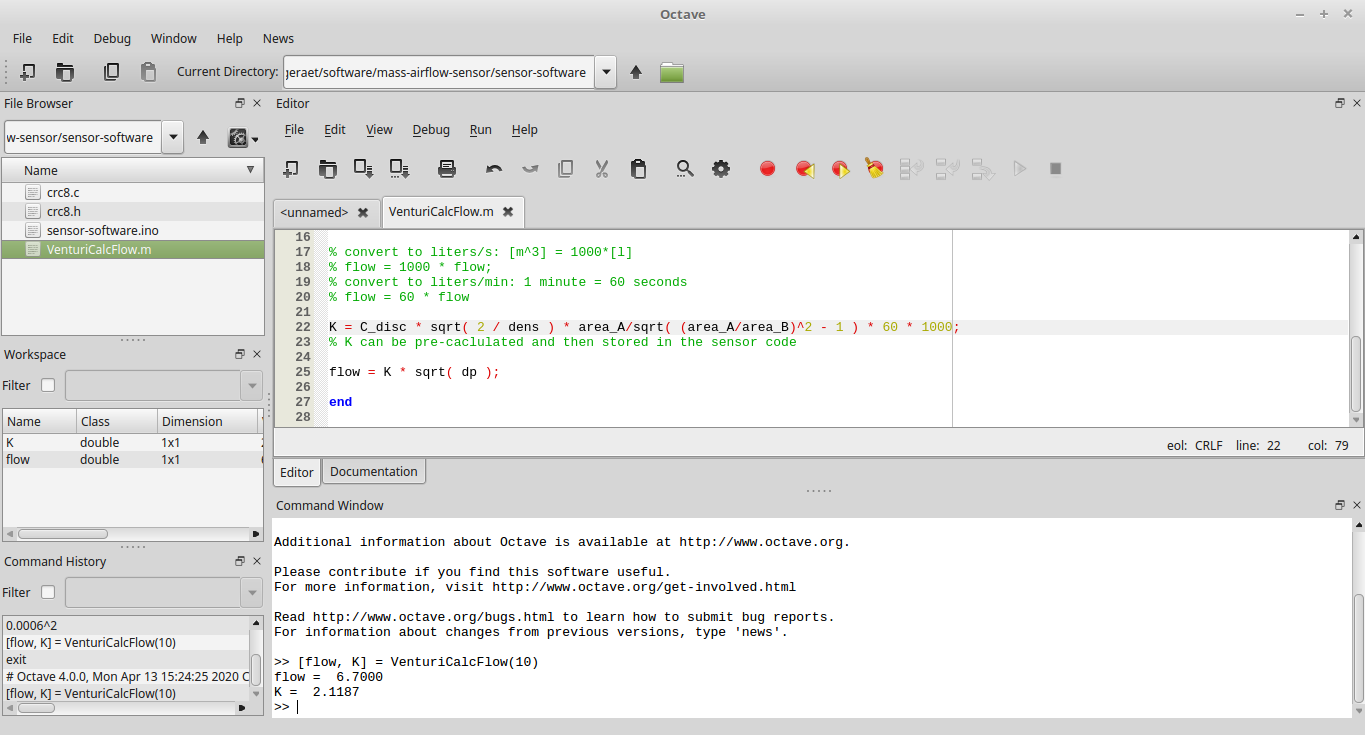 Octave
File Edit Debug Window Help News
Current Directory: geraet/software/mass-airflow-sensor/sensor-software
File Browser
w-sensor/sensor-software
Name
crc8.c
crc8.h
sensor-software.ino
VenturiCalcFlow.m
Workspace
Filter
Name Class Dimension
K double 1x1
flow double 1x1
Command History
Filter
0.0006^2
[flow, K] = VenturiCalcFlow(10)
exit
# Octave 4.0.0, Mon Apr 13 15:24:25 2020 C
[flow, K] = VenturiCalcFlow(10)
Editor
File Edit View Debug Run Help
<unnamed> VenturiCalcFlow.m
16
17 % convert to liters/s: [m^3] = 1000*[l]
18 % flow = 1000 * flow;
19 % convert to liters/min: 1 minute = 60 seconds
20 % flow = 60 * flow
21
22 K = C_disc * sqrt( 2 / dens ) * area_A/sqrt( (area_A/area_B)^2 - 1 ) * 60 * 1000;
23 % K can be pre-caclulated and then stored in the sensor code
24
25 flow = K * sqrt( dp );
26
27 end
28
eol: CRLF line: 22 col: 79
Editor Documentation
Command Window
Additional information about Octave is available at http://www.octave.org.
Please contribute if you find this software useful.
For more information, visit http://www.octave.org/get-involved.html
Read http://www.octave.org/bugs.html to learn how to submit bug reports.
For information about changes from previous versions, type 'news'.
>> [flow, K] = VenturiCalcFlow(10)
flow = 6.7000
K = 2.1187
>>